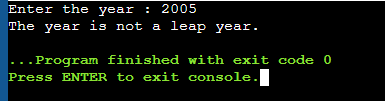 Enter the year : 2005
The year is not a leap year.
...Program finished with exit code 0
Press ENTER to exit console.